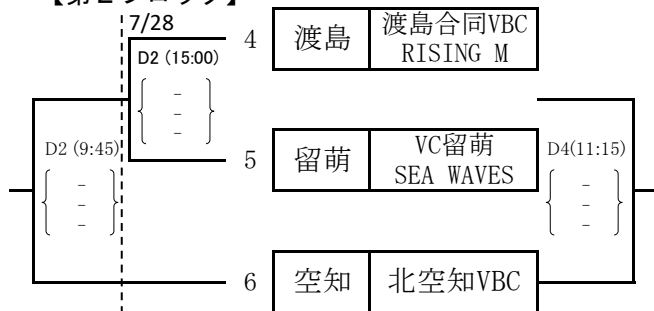 【第2ブロック】
7/28
D2 (15:00)
-
-
-
4 渡島 渡島合同VBC
RISING M
D2 (9:45)
-
-
-
5 留萌 VC留萌
SEA WAVES
D4(11:15)
-
-
-
6 空知 北空知VBC